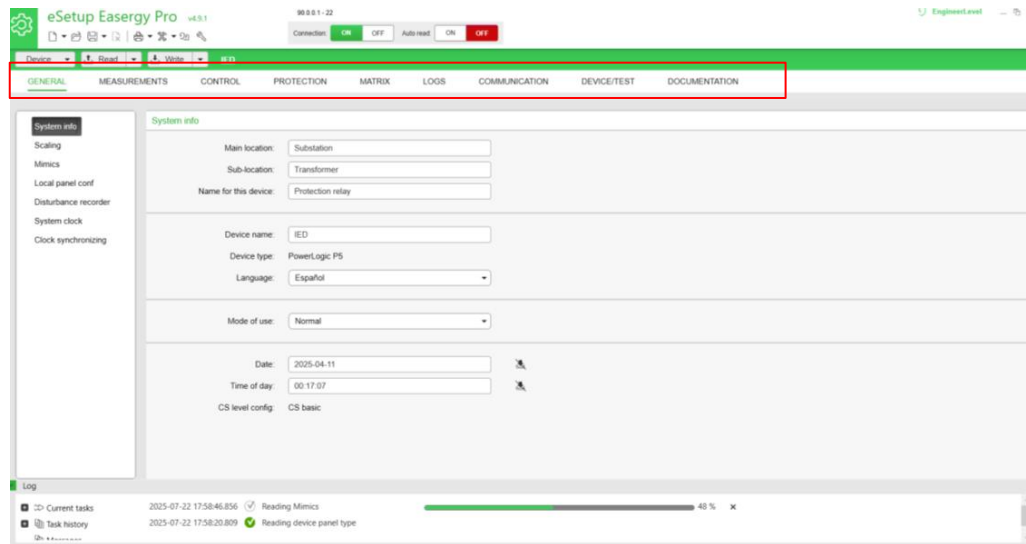 eSetup Easergy Pro v4.9.1
90.0.0.1 - 22
EngineerLevel
Connection: ON OFF Auto read: ON OFF
Device Read Write IED
GENERAL MEASUREMENTS CONTROL PROTECTION MATRIX LOGS COMMUNICATION DEVICE/TEST DOCUMENTATION
System info
Scaling
Mimics
Local panel conf
Disturbance recorder
System clock
Clock synchronizing
System info
Main location: Substation
Sub-location: Transformer
Name for this device: Protection relay
Device name: IED
Device type: PowerLogic P5
Language: Español
Mode of use: Normal
Date: 2025-04-11
Time of day: 00:17:07
CS level config: CS basic
Log
Current tasks
Task history
2025-07-22 17:58:46.856 Reading Mimics 48 %
2025-07-22 17:58:20.809 Reading device panel type